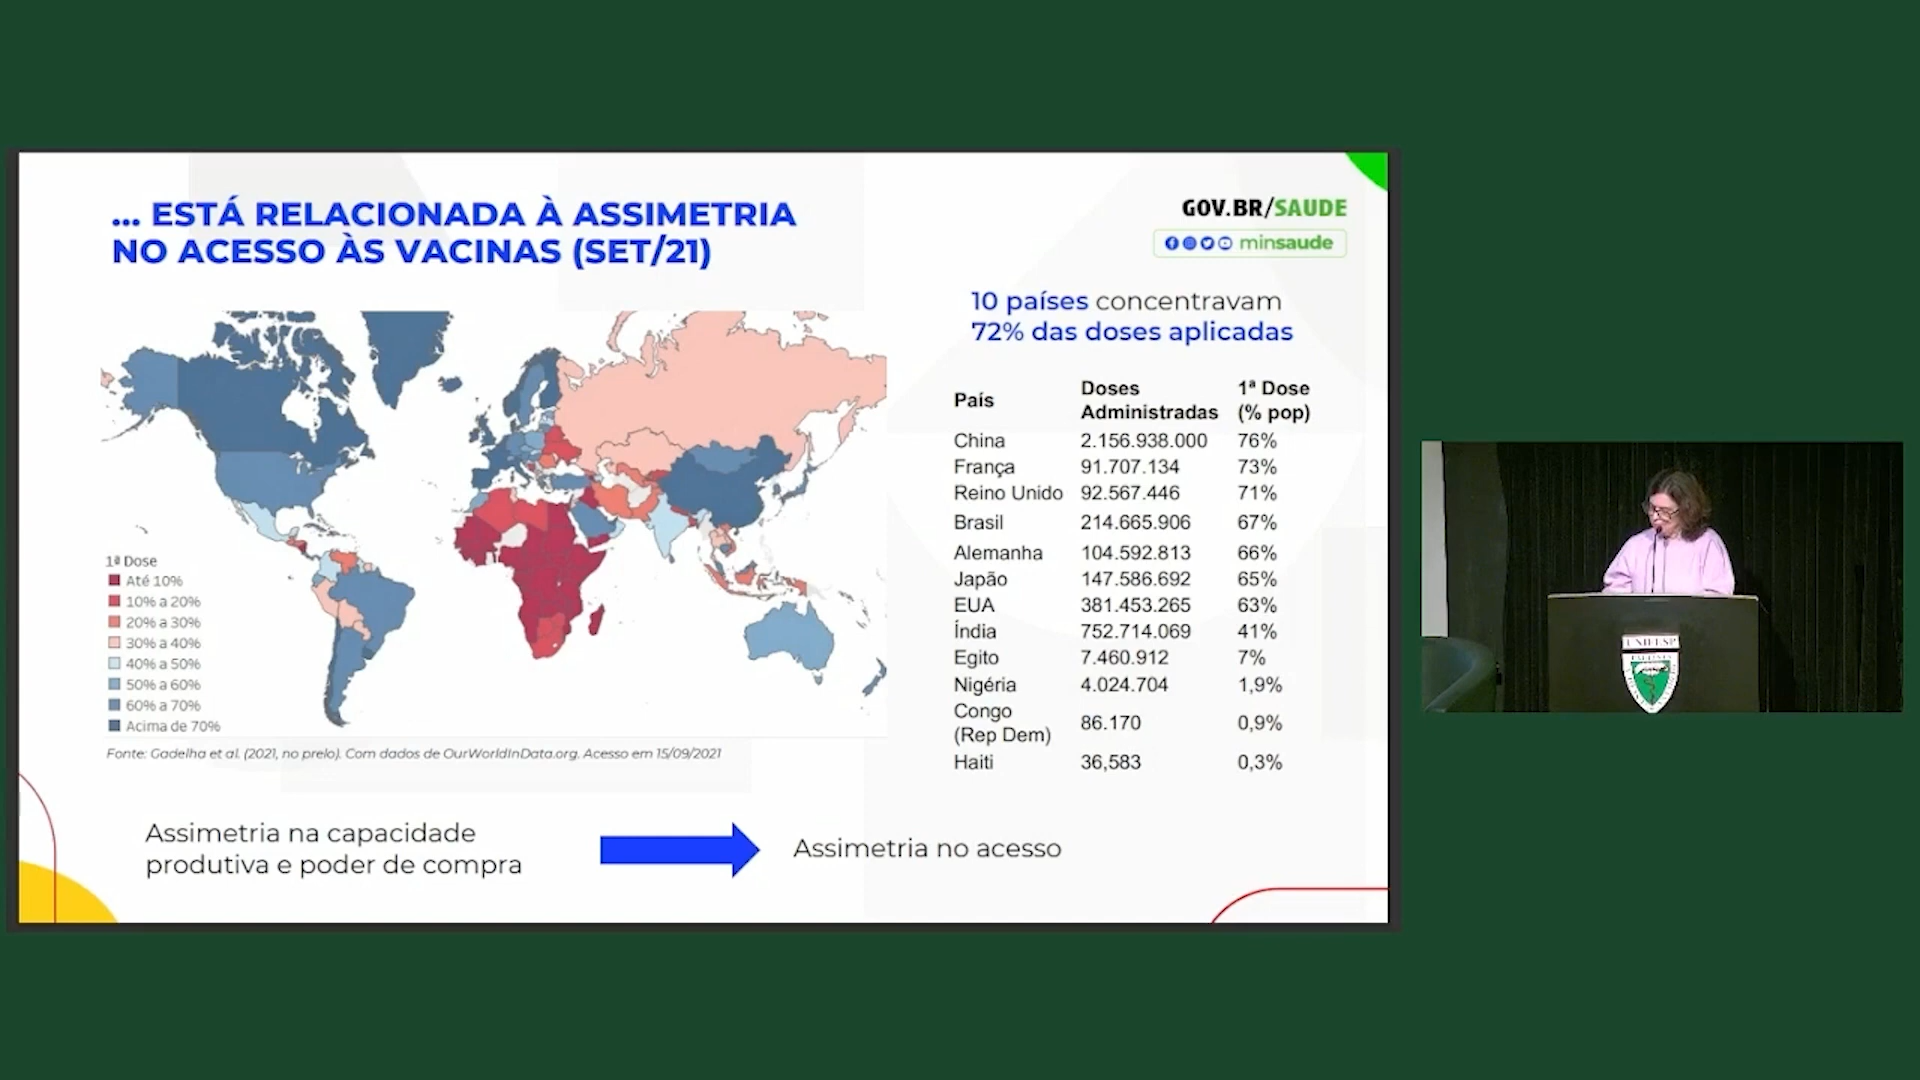 ... ESTÁ RELACIONADA À ASSIMETRIA
NO ACESSO ÀS VACINAS (SET/21)
GOV.BR/SAUDE
minsaude
10 países concentravam
72% das doses aplicadas
País Doses Administradas 1ª Dose (% pop)
China 2.156.938.000 76%
França 91.707.134 73%
Reino Unido 92.567.446 71%
Brasil 214.665.906 67%
Alemanha 104.592.813 66%
Japão 147.586.692 65%
EUA 381.453.265 63%
Índia 752.714.069 41%
Egito 7.460.912 7%
Nigéria 4.024.704 1,9%
Congo (Rep Dem) 86.170 0,9%
Haiti 36,583 0,3%
1ª Dose
Até 10%
10% a 20%
20% a 30%
30% a 40%
40% a 50%
50% a 60%
60% a 70%
Acima de 70%
Fonte: Gadelha et al. (2021, no prelo). Com dados de OurWorldInData.org. Acesso em 15/09/2021
Assimetria na capacidade
produtiva e poder de compra
Assimetria no acesso
UNIFESP
PAULISTA